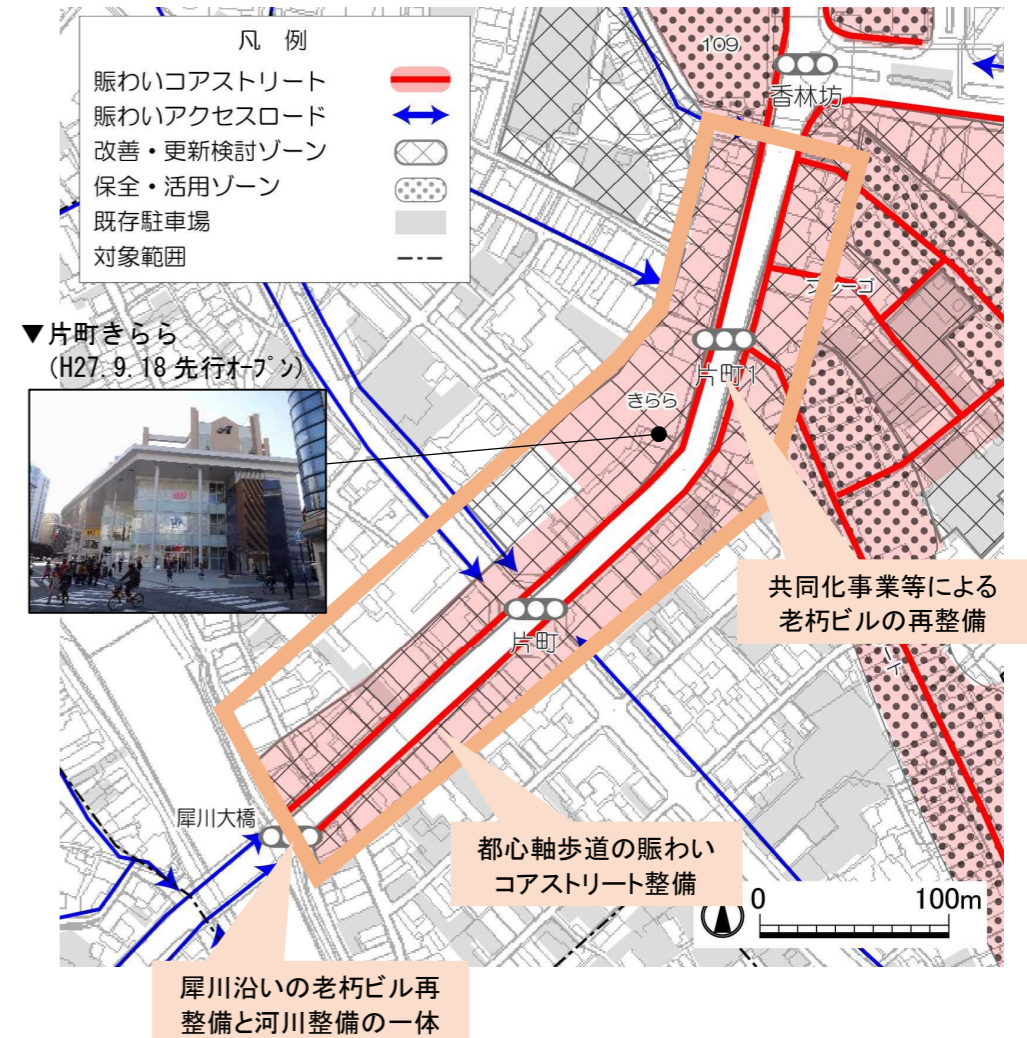 凡 例
賑わいコアストリート
賑わいアクセスロード
改善・更新検討ゾーン
保全・活用ゾーン
既存駐車場
対象範囲
109
香林坊
プレーゴ
▼片町きらら
(H27.9.18 先行ｵｰﾌﾟﾝ)
片町1
きらら
共同化事業等による
老朽ビルの再整備
片町
犀川大橋
都心軸歩道の賑わい
コアストリート整備
0 100m
犀川沿いの老朽ビル再
整備と河川整備の一体